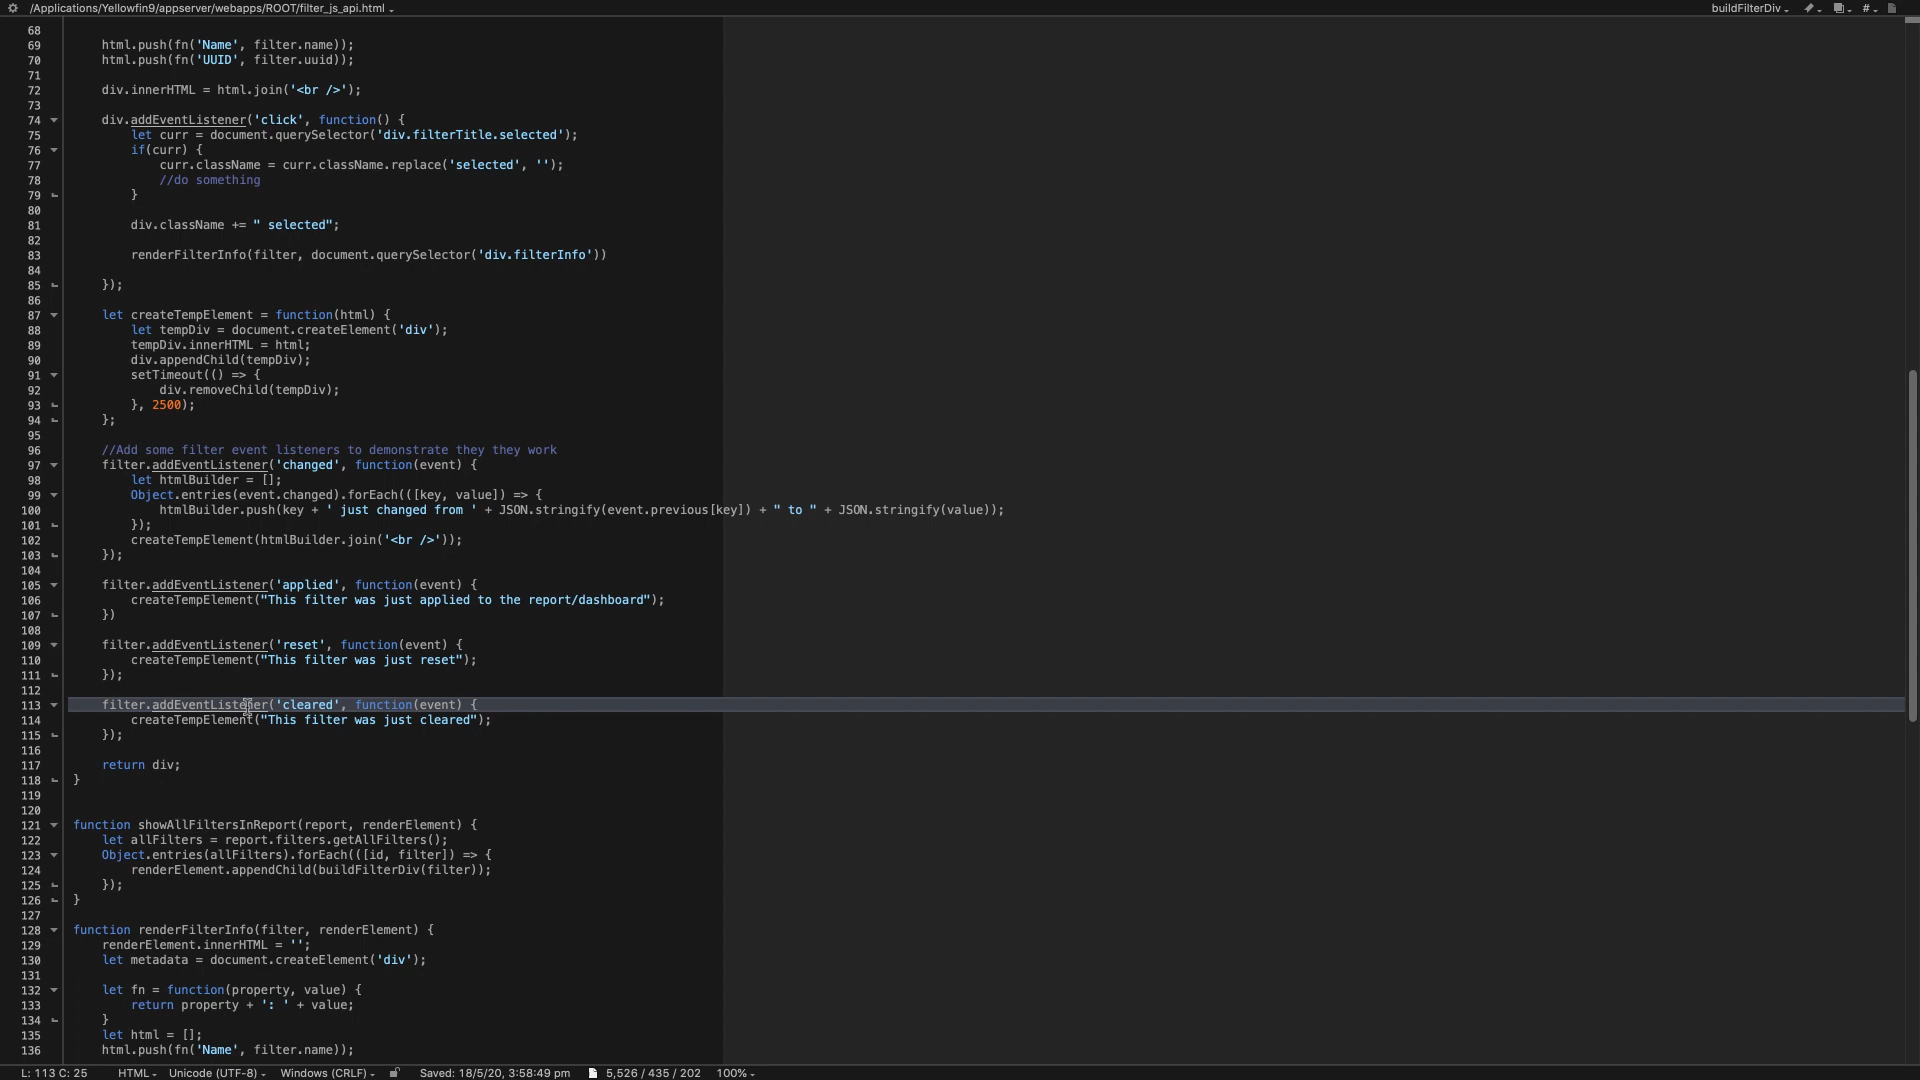 /Applications/Yellowfin9/appserver/webapps/ROOT/filter_js_api.html
buildFilterDiv
#
68
69 html.push(fn('Name', filter.name));
70 html.push(fn('UUID', filter.uuid));
71
72 div.innerHTML = html.join('<br />');
73
74 div.addEventListener('click', function() {
75 let curr = document.querySelector('div.filterTitle.selected');
76 if(curr) {
77 curr.className = curr.className.replace('selected', '');
78 //do something
79 }
80
81 div.className += " selected";
82
83 renderFilterInfo(filter, document.querySelector('div.filterInfo'))
84
85 });
86
87 let createTempElement = function(html) {
88 let tempDiv = document.createElement('div');
89 tempDiv.innerHTML = html;
90 div.appendChild(tempDiv);
91 setTimeout(() => {
92 div.removeChild(tempDiv);
93 }, 2500);
94 };
95
96 //Add some filter event listeners to demonstrate they they work
97 filter.addEventListener('changed', function(event) {
98 let htmlBuilder = [];
99 Object.entries(event.changed).forEach(([key, value]) => {
100 htmlBuilder.push(key + ' just changed from ' + JSON.stringify(event.previous[key]) + " to " + JSON.stringify(value));
101 });
102 createTempElement(htmlBuilder.join('<br />'));
103 });
104
105 filter.addEventListener('applied', function(event) {
106 createTempElement("This filter was just applied to the report/dashboard");
107 })
108
109 filter.addEventListener('reset', function(event) {
110 createTempElement("This filter was just reset");
111 });
112
113 filter.addEventListener('cleared', function(event) {
114 createTempElement("This filter was just cleared");
115 });
116
117 return div;
118 }
119
120
121 function showAllFiltersInReport(report, renderElement) {
122 let allFilters = report.filters.getAllFilters();
123 Object.entries(allFilters).forEach(([id, filter]) => {
124 renderElement.appendChild(buildFilterDiv(filter));
125 });
126 }
127
128 function renderFilterInfo(filter, renderElement) {
129 renderElement.innerHTML = '';
130 let metadata = document.createElement('div');
131
132 let fn = function(property, value) {
133 return property + ': ' + value;
134 }
135 let html = [];
136 html.push(fn('Name', filter.name));
L: 113 C: 25 HTML Unicode (UTF-8) Windows (CRLF) Saved: 18/5/20, 3:58:49 pm 5,526 / 435 / 202 100%